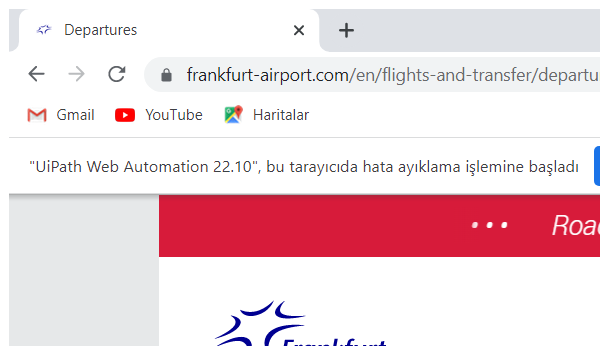 Departures
frankfurt-airport.com/en/flights-and-transfer/departu
Gmail YouTube Haritalar
"UiPath Web Automation 22.10", bu tarayıcıda hata ayıklama işlemine başladı
••• Road
Frankfurt